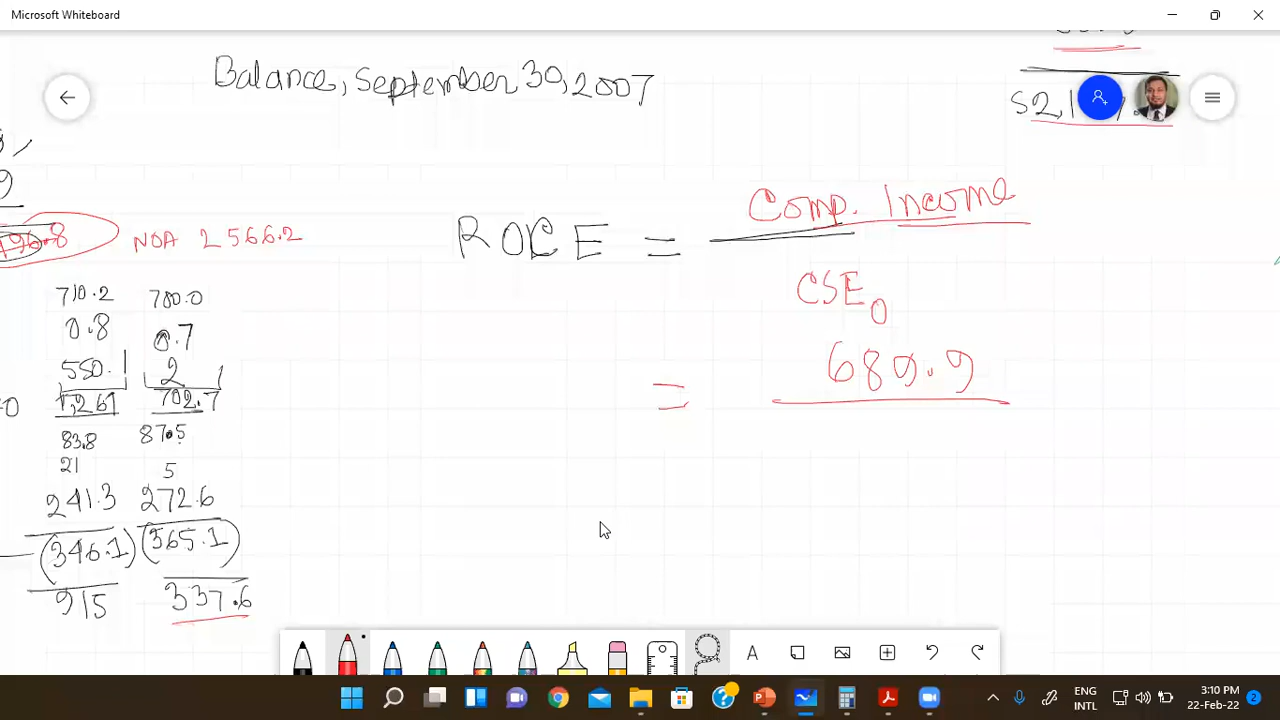 Microsoft Whiteboard
Balance, September 30, 2007
NOA 2566.2
ROCE = Comp. Income
CSE0
= 689.9
710.2 700.0
0.8 0.7
550.1 2
1,261 702.7
83.8 87.5
21 5
241.3 272.6
(346.1) (365.1)
915 337.6
A
ENG
INTL
3:10 PM
22-Feb-22
2